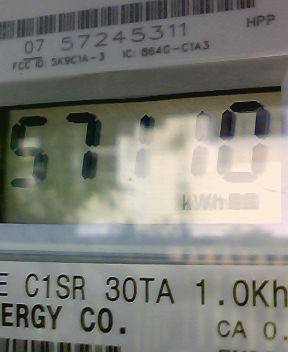 HPP
07 57245311
FCC ID: SK9C1A-3 IC: 864G-C1A3
57110
kWh
E C1SR 30TA 1.0Kh
ERGY CO.
CA 0.